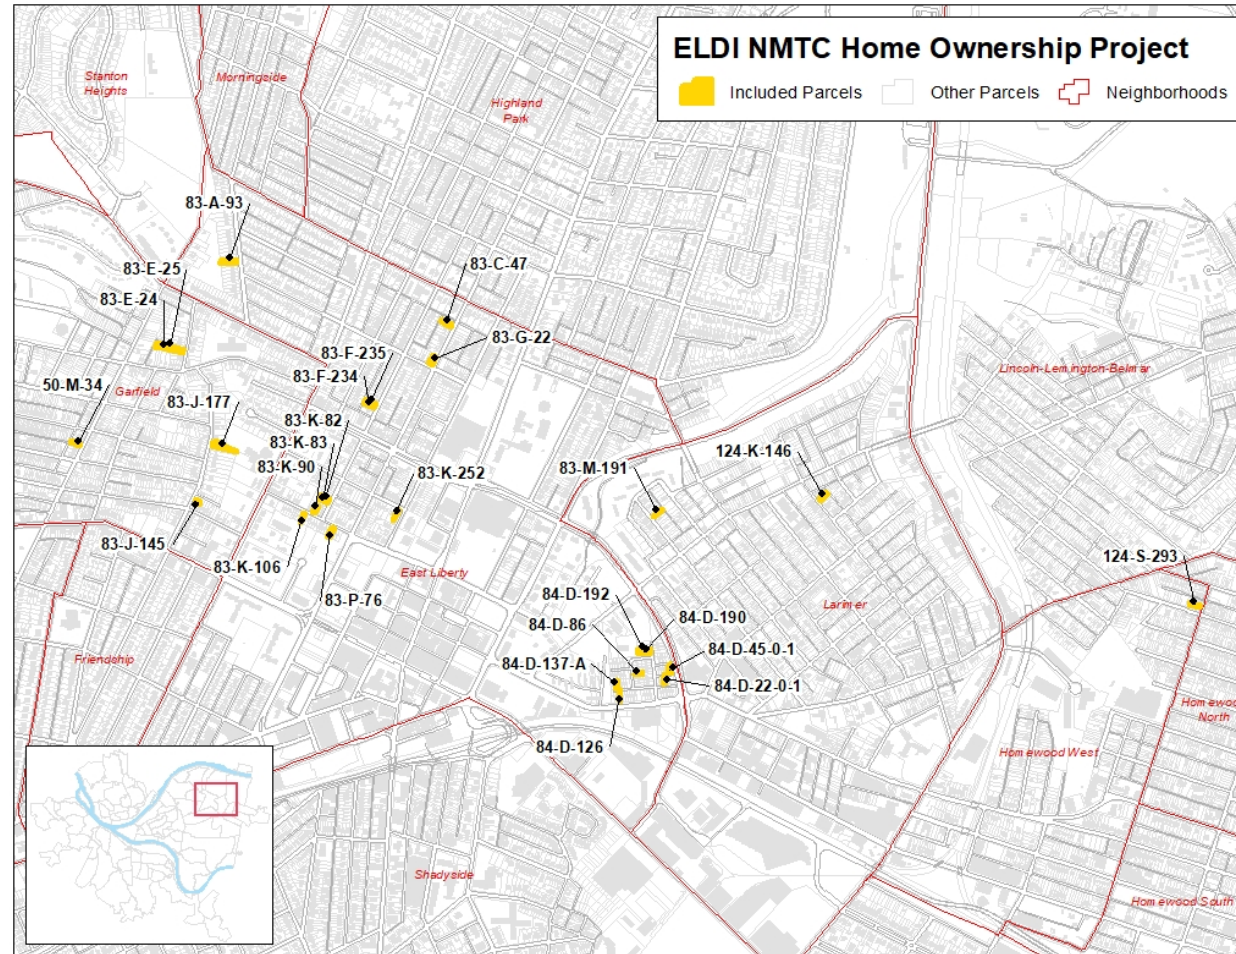 ELDI NMTC Home Ownership Project
Included Parcels
Other Parcels
Neighborhoods
Stanton
Heights
Morningside
Highland
Park
83-A-93
83-E-25
83-E-24
83-C-47
83-G-22
83-F-235
83-F-234
50-M-34
Garfield
83-J-177
83-K-82
83-K-83
83-K-90
83-K-252
83-M-191
124-K-146
Lincoln-Lemington-Belmar
83-J-145
83-K-106
83-P-76
East Liberty
124-S-293
84-D-192
84-D-190
84-D-86
84-D-45-0-1
84-D-137-A
84-D-22-0-1
84-D-126
Larimer
Friendship
Homewood
North
Homewood West
Shadyside
Homewood South